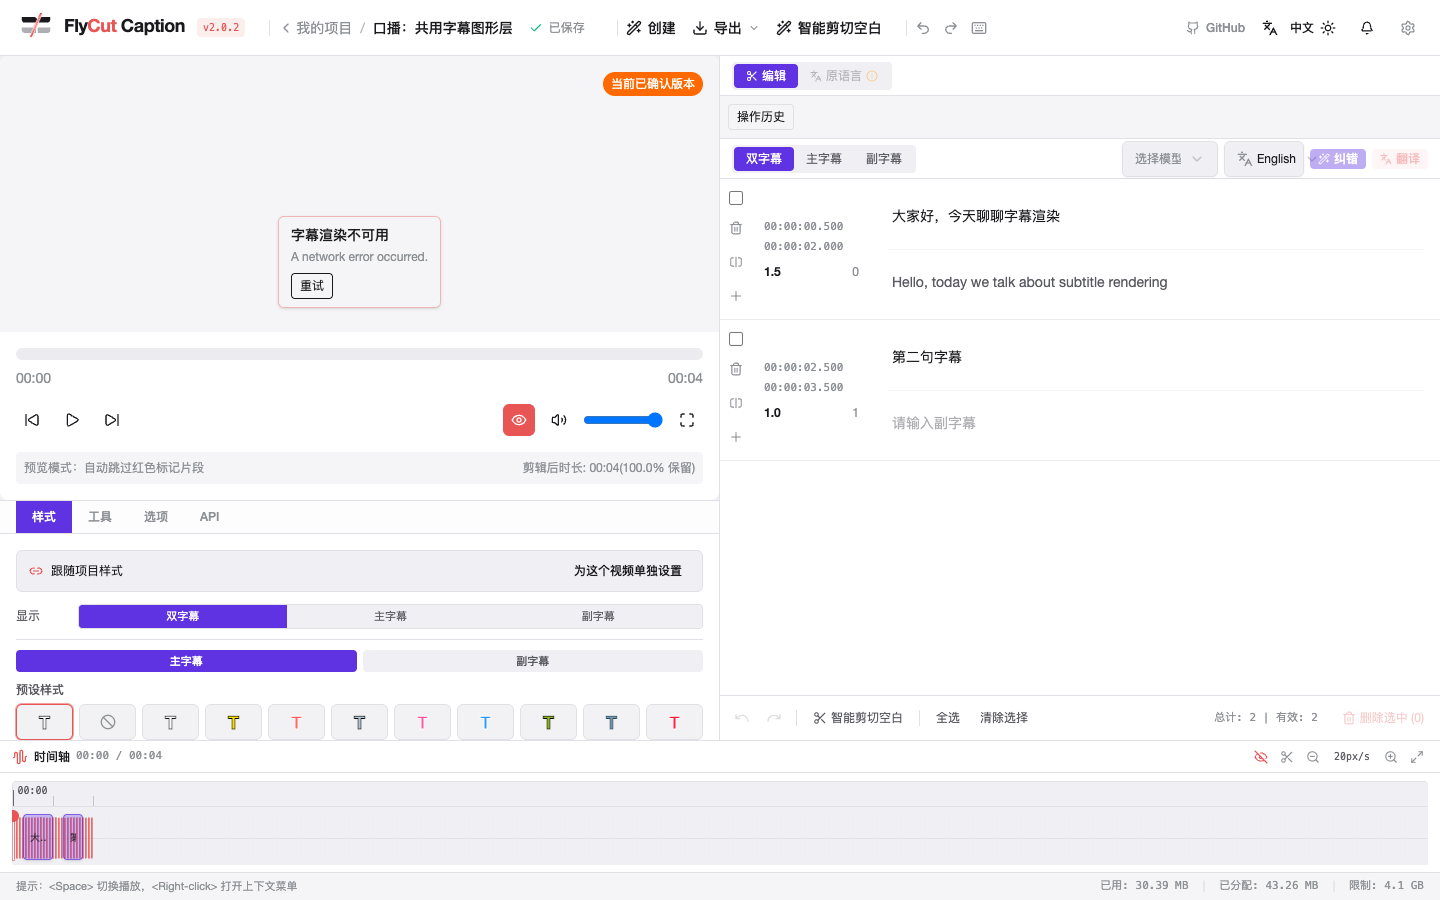 FlyCut Caption v2.0.2 我的项目 / 口播：共用字幕图形层 已保存 创建 导出 智能剪切空白 GitHub 中文
当前已确认版本
字幕渲染不可用
A network error occurred.
重试
00:00 00:04
预览模式：自动跳过红色标记片段 剪辑后时长: 00:04(100.0% 保留)
样式 工具 选项 API
跟随项目样式 为这个视频单独设置
显示 双字幕 主字幕 副字幕
主字幕 副字幕
预设样式
T T T T T T T T T T
编辑 原语言
操作历史
双字幕 主字幕 副字幕 选择模型 English 纠错 翻译
00:00:00.500
00:00:02.000
1.5 0
大家好，今天聊聊字幕渲染
Hello, today we talk about subtitle rendering
00:00:02.500
00:00:03.500
1.0 1
第二句字幕
请输入副字幕
智能剪切空白 全选 清除选择 总计: 2 | 有效: 2 删除选中 (0)
时间轴 00:00 / 00:04 20px/s
00:00
大...
提示：<Space> 切换播放，<Right-click> 打开上下文菜单 已用: 30.39 MB 已分配: 43.26 MB 限制: 4.1 GB